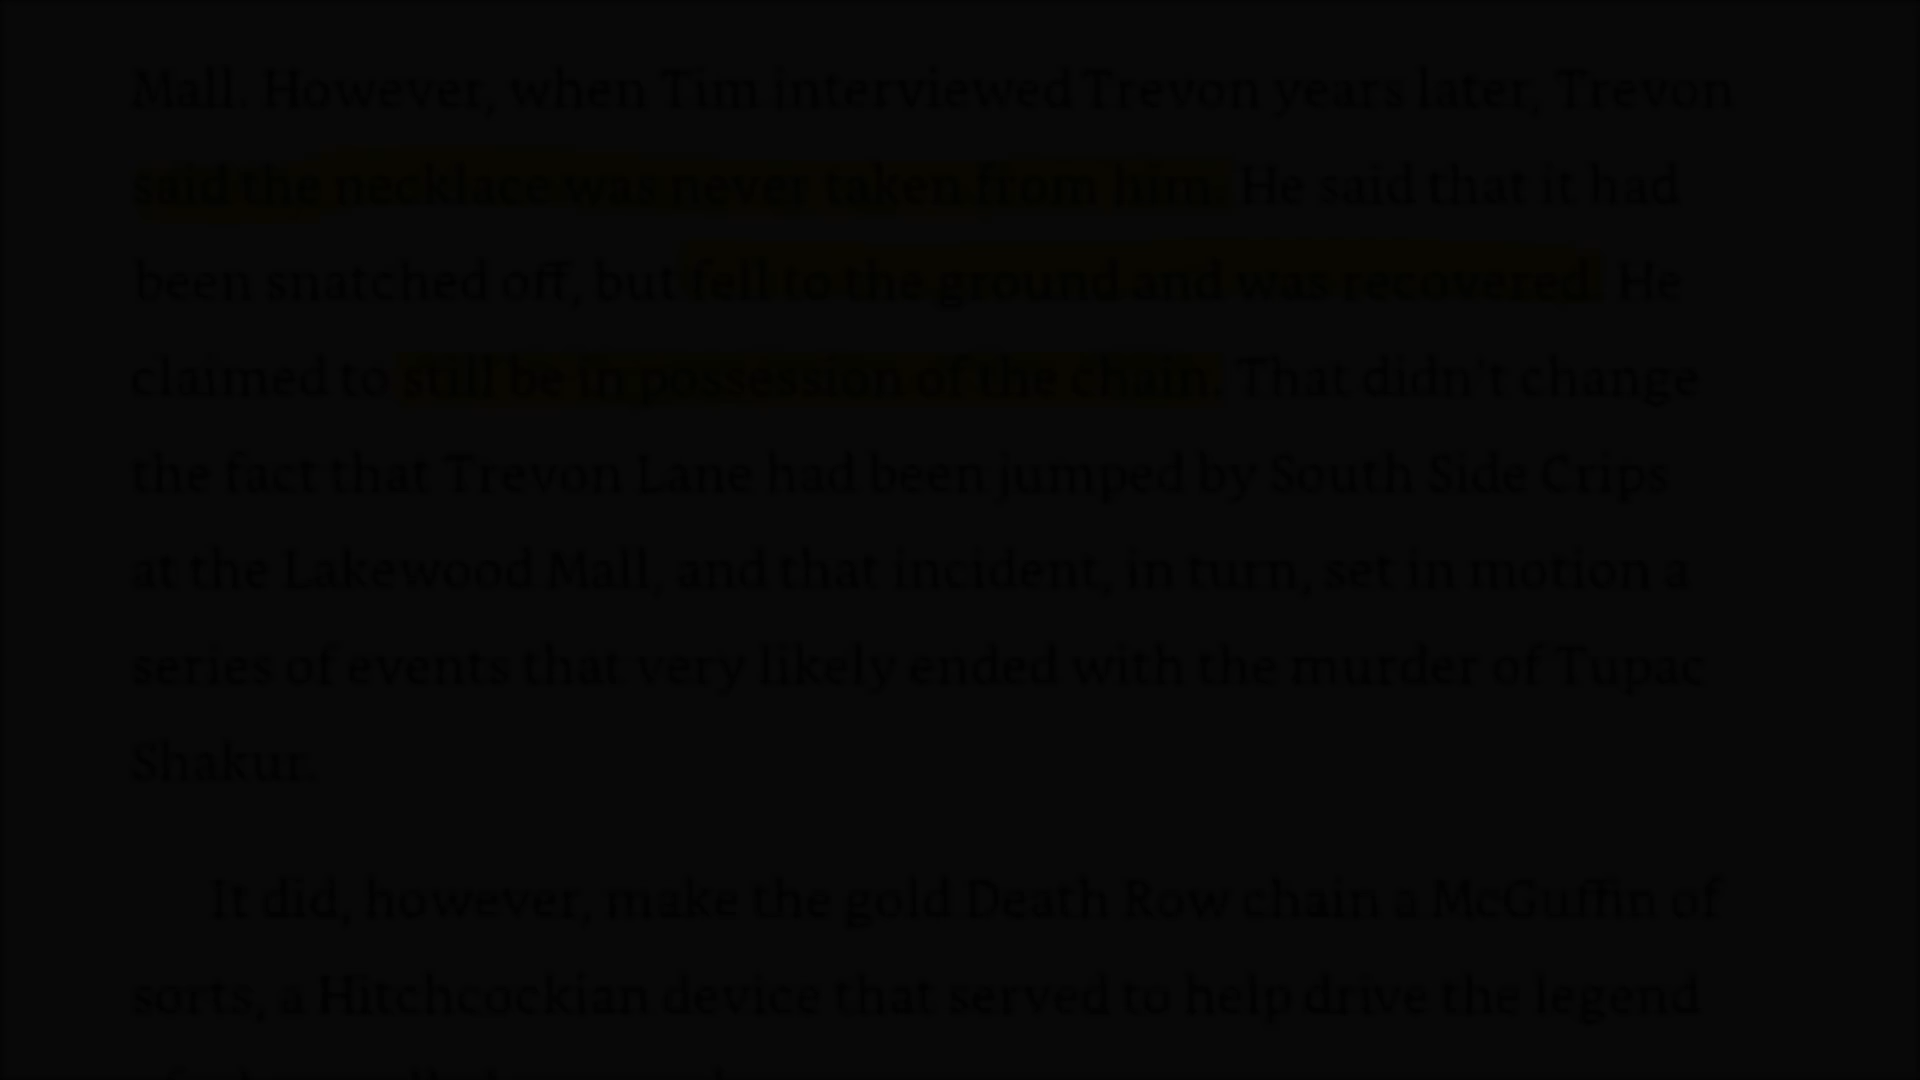 Mall. However, when Tim interviewed Trevon years later, Trevon
said the necklace was never taken from him. He said that it had
been snatched off, but fell to the ground and was recovered. He
claimed to still be in possession of the chain. That didn't change
the fact that Trevon Lane had been jumped by South Side Crips
at the Lakewood Mall, and that incident, in turn, set in motion a
series of events that very likely ended with the murder of Tupac
Shakur.
It did, however, make the gold Death Row chain a McGuffin of
sorts, a Hitchcockian device that served to help drive the legend